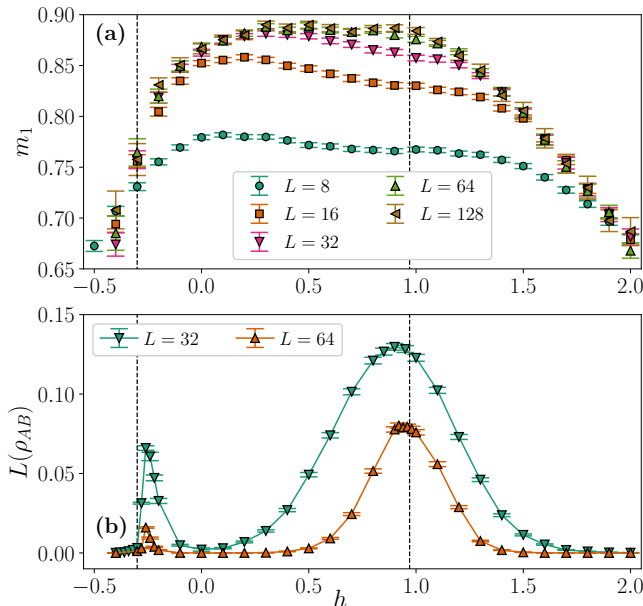 (a)
m₁
0.90
0.85
0.80
0.75
0.70
0.65
L = 8
L = 16
L = 32
L = 64
L = 128
−0.5 0.0 0.5 1.0 1.5 2.0
L = 32 L = 64
L(ρ_AB)
0.15
0.10
0.05
0.00
(b)
−0.5 0.0 0.5 1.0 1.5 2.0
h